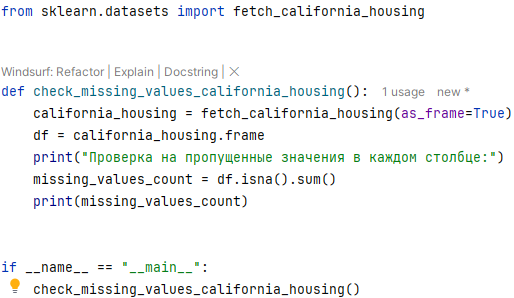 from sklearn.datasets import fetch_california_housing
Windsurf: Refactor | Explain | Docstring | ×
def check_missing_values_california_housing(): 1 usage new *
    california_housing = fetch_california_housing(as_frame=True)
    df = california_housing.frame
    print("Проверка на пропущенные значения в каждом столбце:")
    missing_values_count = df.isna().sum()
    print(missing_values_count)
if __name__ == "__main__":
    check_missing_values_california_housing()